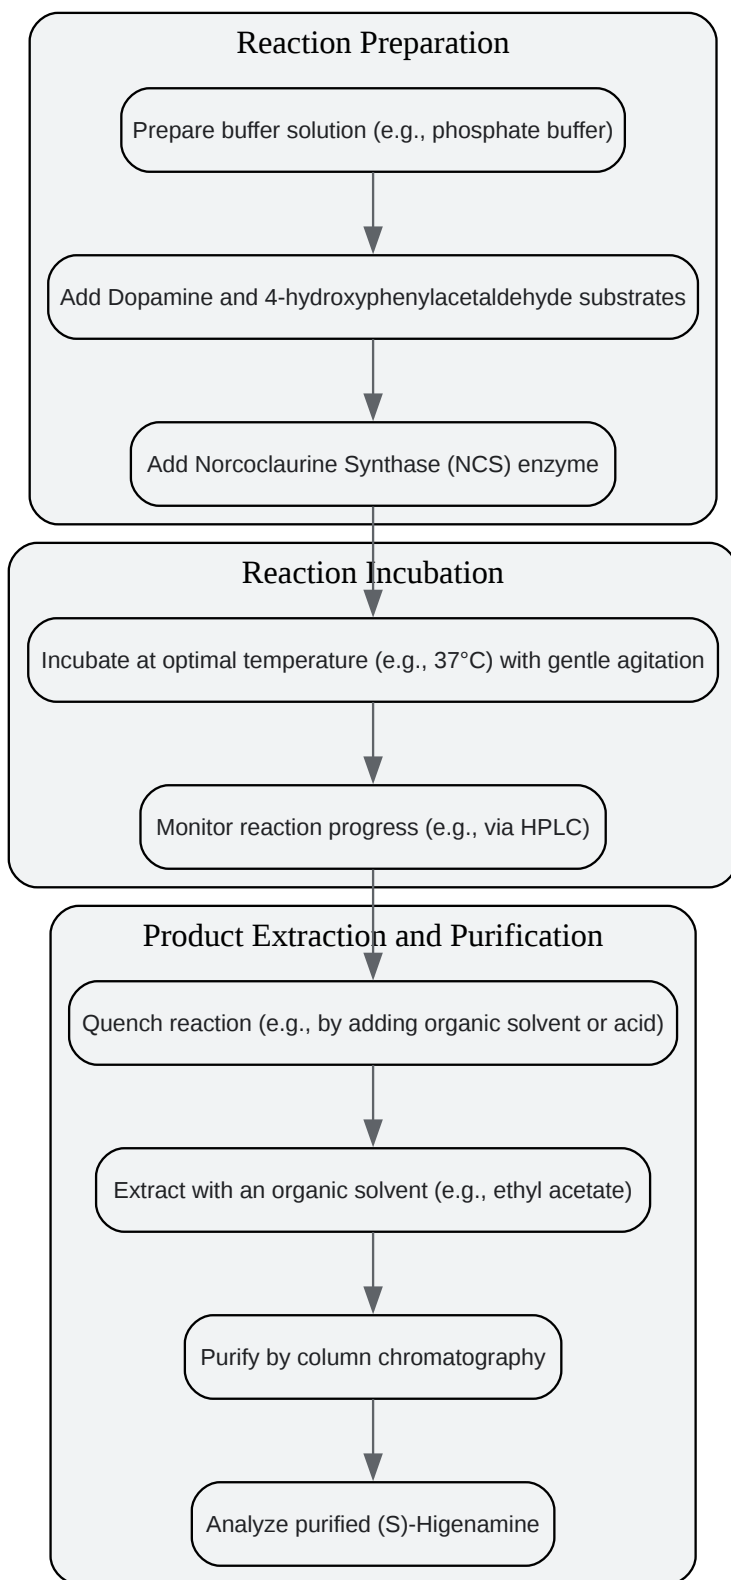 Reaction Preparation
Prepare buffer solution (e.g., phosphate buffer)
Add Dopamine and 4-hydroxyphenylacetaldehyde substrates
Add Norcoclaurine Synthase (NCS) enzyme
Reaction Incubation
Incubate at optimal temperature (e.g., 37°C) with gentle agitation
Monitor reaction progress (e.g., via HPLC)
Product Extraction and Purification
Quench reaction (e.g., by adding organic solvent or acid)
Extract with an organic solvent (e.g., ethyl acetate)
Purify by column chromatography
Analyze purified (S)-Higenamine